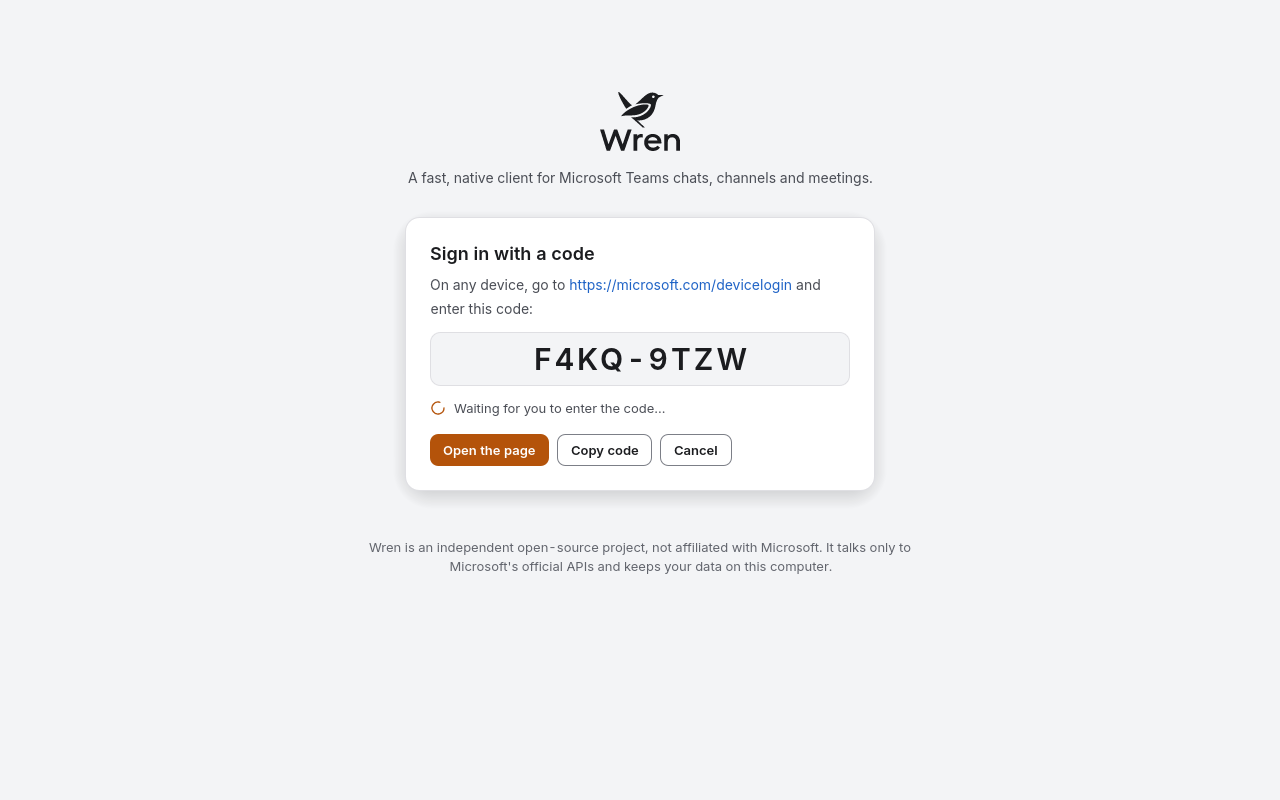 Wren
A fast, native client for Microsoft Teams chats, channels and meetings.
Sign in with a code
On any device, go to https://microsoft.com/devicelogin and
enter this code:
F4KQ-9TZW
Waiting for you to enter the code…
Open the page
Copy code
Cancel
Wren is an independent open-source project, not affiliated with Microsoft. It talks only to
Microsoft's official APIs and keeps your data on this computer.